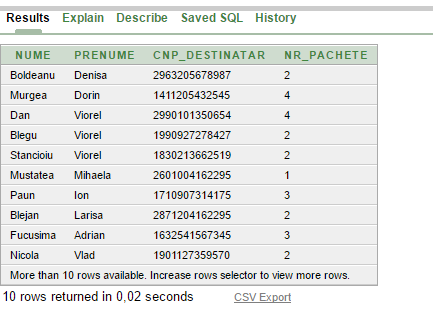 Results Explain Describe Saved SQL History
NUME PRENUME CNP_DESTINATAR NR_PACHETE
Boldeanu Denisa 2963205678987 2
Murgea Dorin 1411205432545 4
Dan Viorel 2990101350654 4
Blegu Viorel 1990927278427 2
Stancioiu Viorel 1830213662519 2
Mustatea Mihaela 2601004162295 1
Paun Ion 1710907314175 3
Blejan Larisa 2871204162295 2
Fucusima Adrian 1632541567345 3
Nicola Vlad 1901127359570 2
More than 10 rows available. Increase rows selector to view more rows.
10 rows returned in 0,02 seconds CSV Export